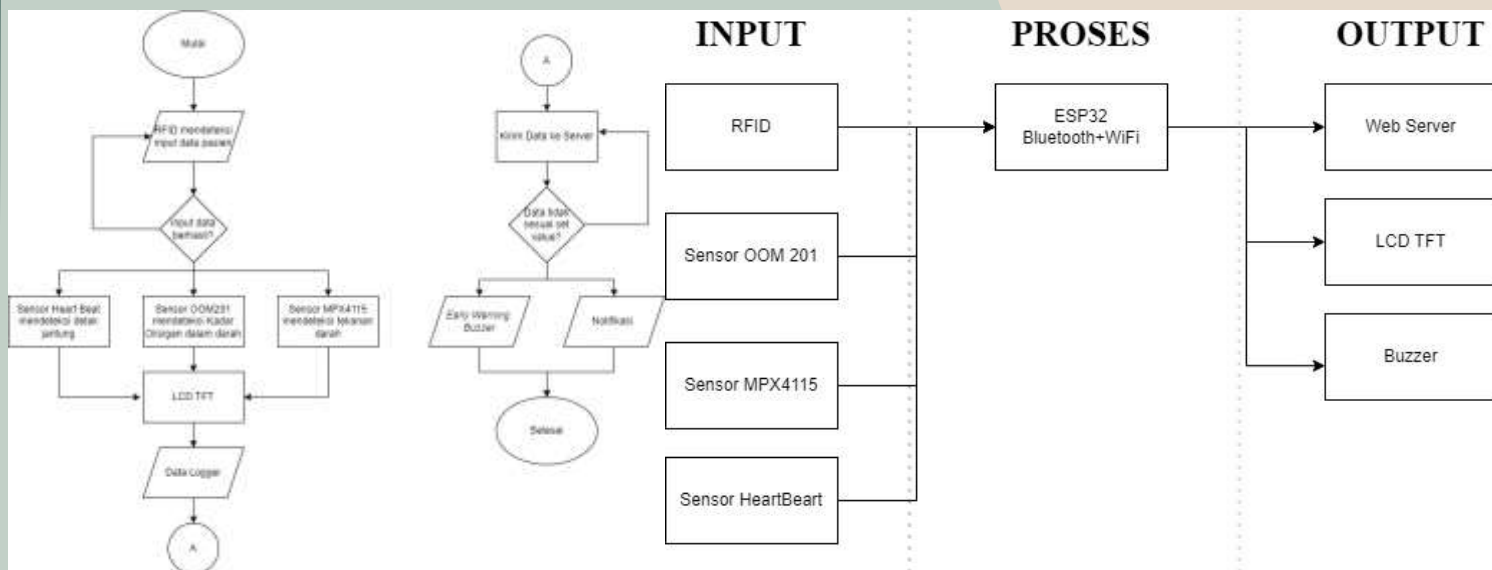 Mulai
RFID mendeteksi
input data pasien
Input data
berhasil?
Sensor Heart Beat
mendeteksi detak
jantung
Sensor OOM201
mendeteksi Kadar
Oksigen dalam darah
Sensor MPX4115
mendeteksi tekanan
darah
LCD TFT
Data Logger
A
A
Kirim Data ke Server
Data tidak
sesuai set
value?
Early Warning
Buzzer
Notifikasi
Selesai
INPUT
RFID
Sensor OOM 201
Sensor MPX4115
Sensor HeartBeart
PROSES
ESP32
Bluetooth+WiFi
OUTPUT
Web Server
LCD TFT
Buzzer